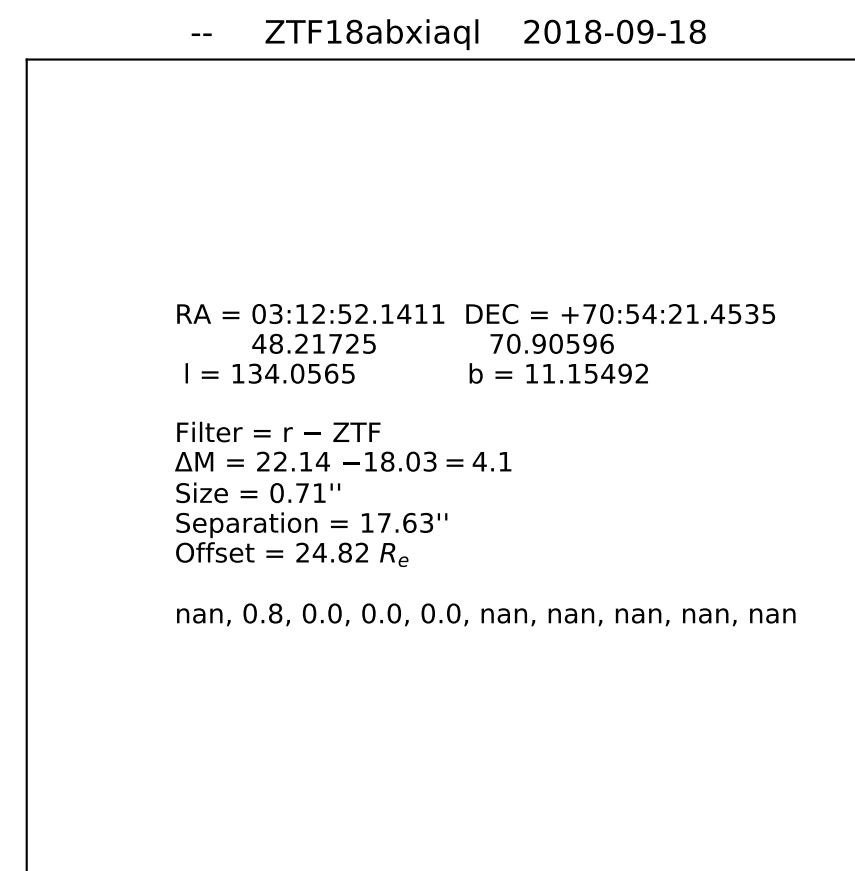 -- ZTF18abxiaql 2018-09-18
RA = 03:12:52.1411 DEC = +70:54:21.4535
48.21725 70.90596
l = 134.0565 b = 11.15492
Filter = r − ZTF
ΔM = 22.14 −18.03 = 4.1
Size = 0.71''
Separation = 17.63''
Offset = 24.82 Rₑ
nan, 0.8, 0.0, 0.0, 0.0, nan, nan, nan, nan, nan